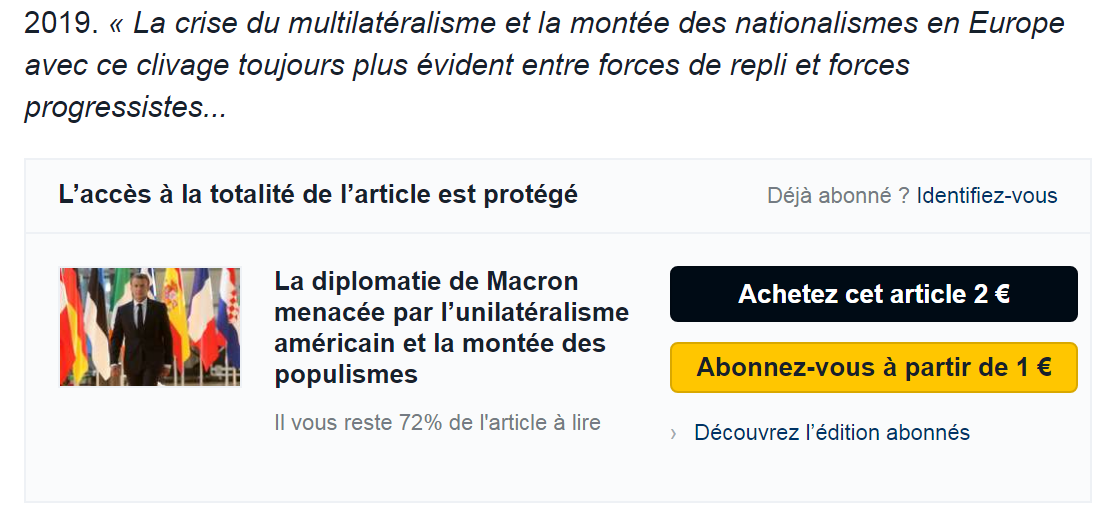 2019. « La crise du multilatéralisme et la montée des nationalismes en Europe
avec ce clivage toujours plus évident entre forces de repli et forces
progressistes...
L’accès à la totalité de l’article est protégé
Déjà abonné ? Identifiez-vous
La diplomatie de Macron
menacée par l’unilatéralisme
américain et la montée des
populismes
Il vous reste 72% de l'article à lire
Achetez cet article 2 €
Abonnez-vous à partir de 1 €
› Découvrez l’édition abonnés